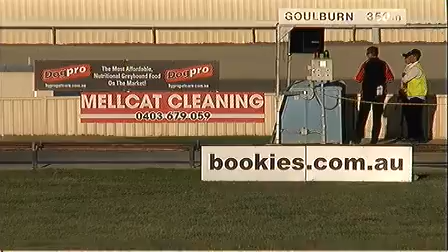 GOULBURN 350m
DogPro
The Most Affordable,
Nutritional Greyhound Food
On the Market!
DogPro
MELLCAT CLEANING
0403 679 059
bookies.com.au